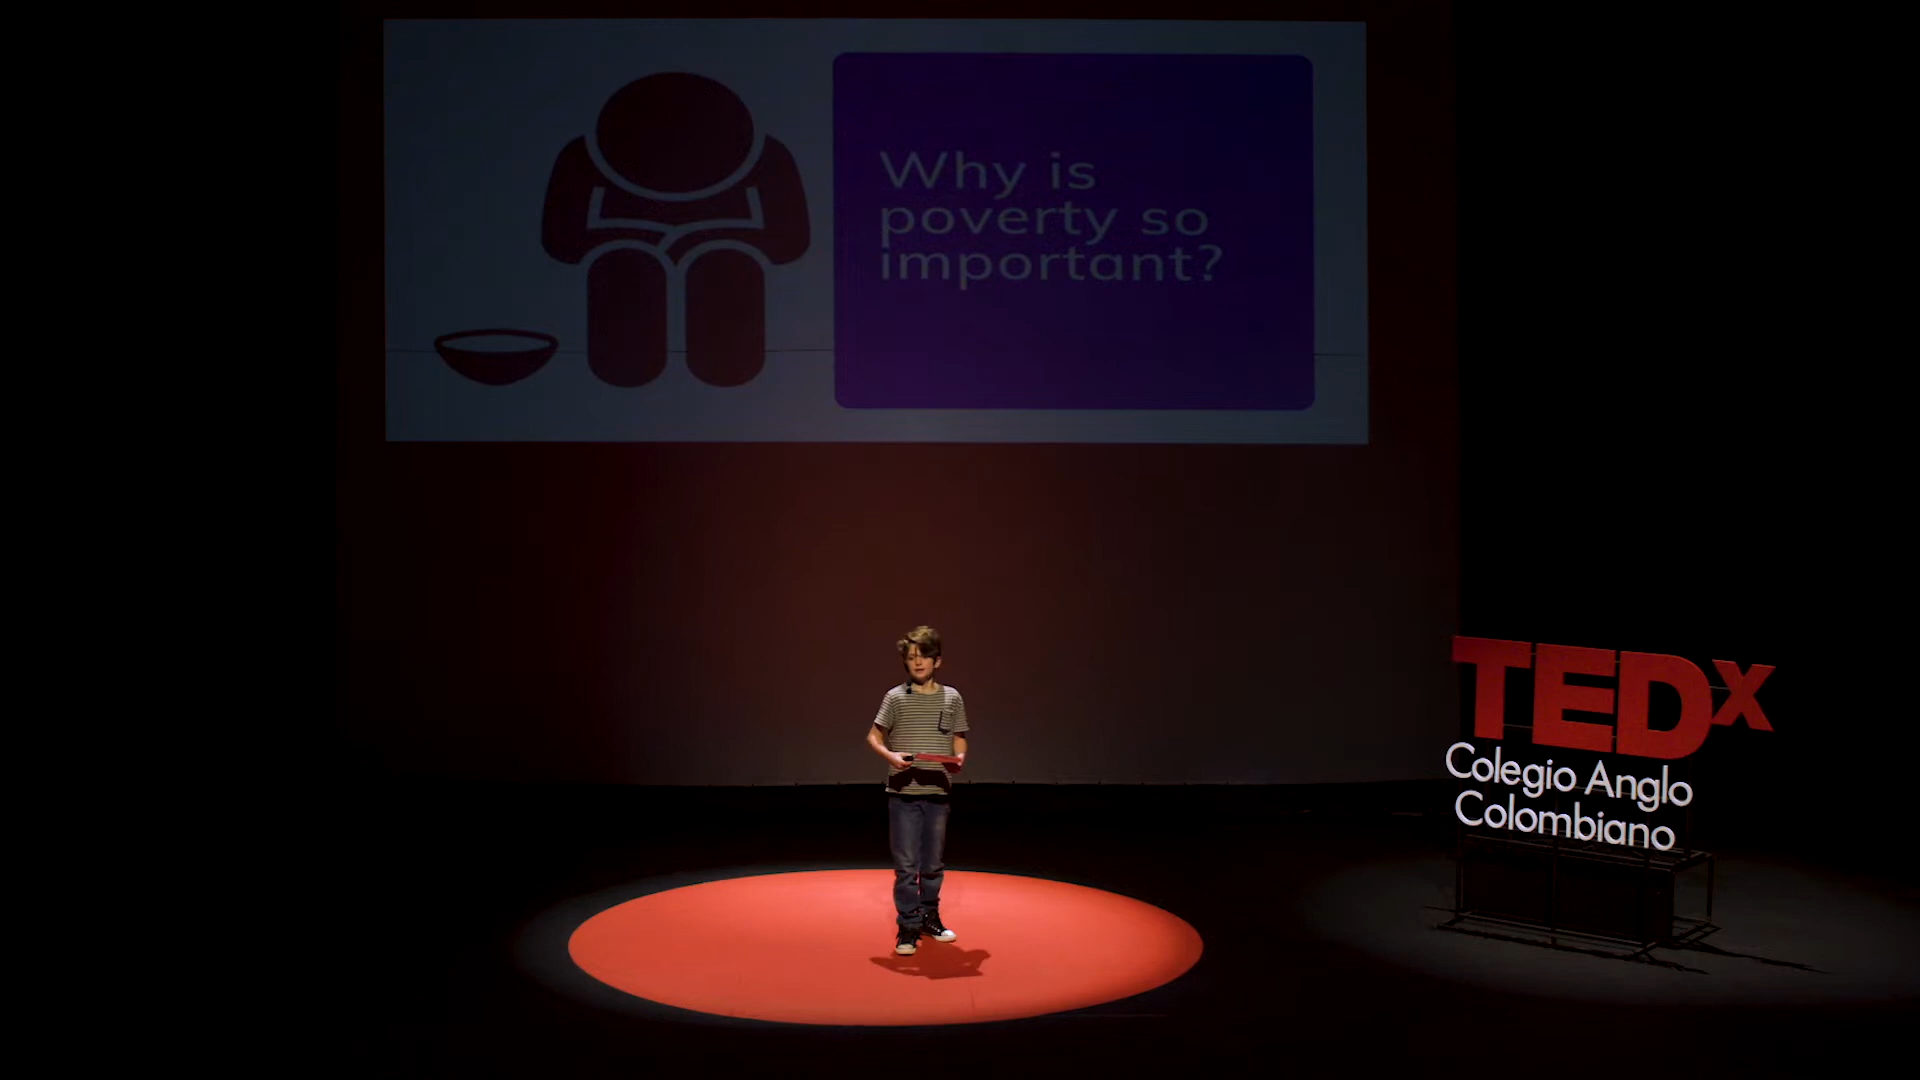 Why is
poverty so
important?
TEDx
Colegio Anglo
Colombiano